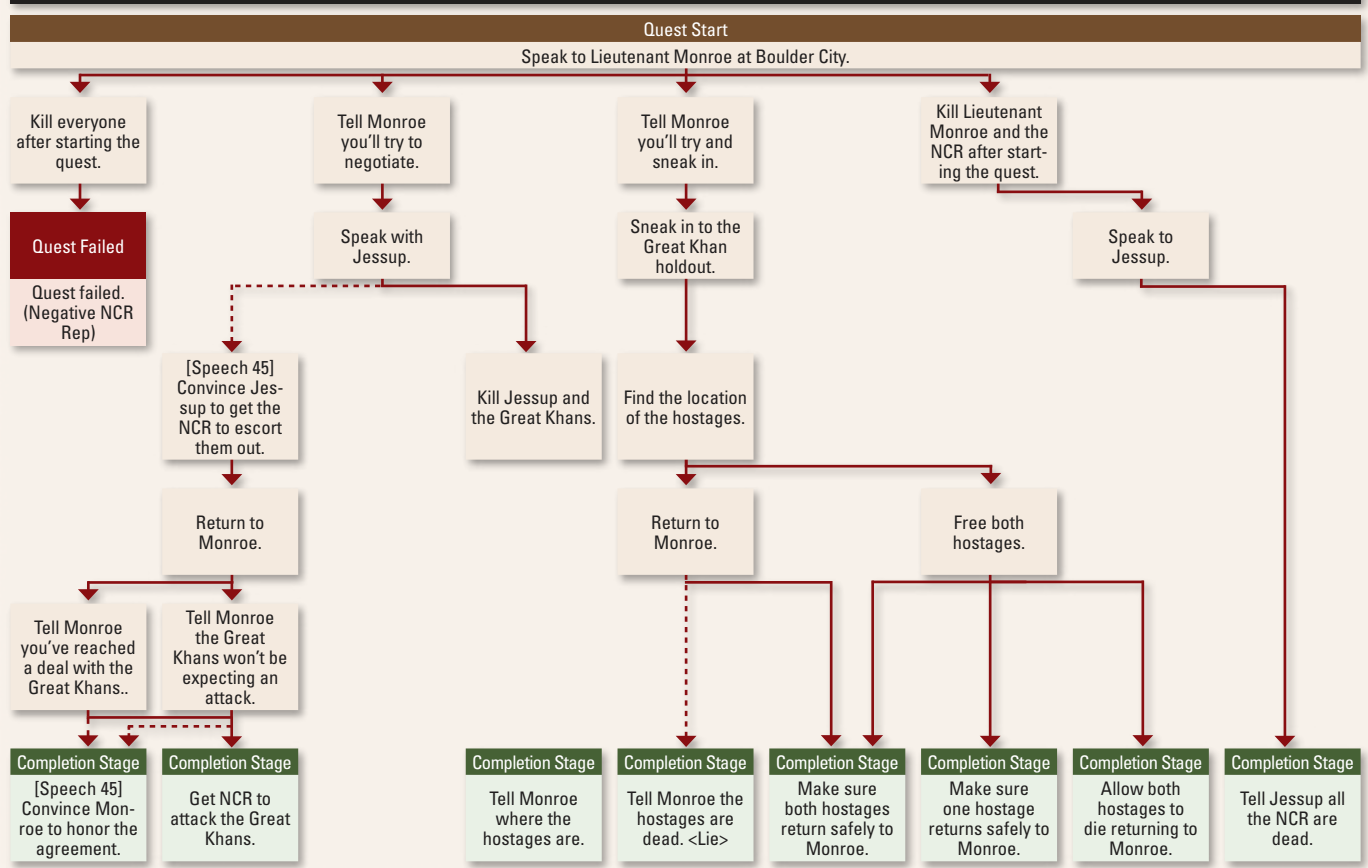 Quest Start
Speak to Lieutenant Monroe at Boulder City.
Kill everyone
after starting the
quest.
Tell Monroe
you'll try to
negotiate.
Tell Monroe
you'll try and
sneak in.
Kill Lieutenant
Monroe and the
NCR after start-
ing the quest.
Quest Failed
Quest failed.
(Negative NCR
Rep)
Speak with
Jessup.
Sneak in to the
Great Khan
holdout.
Speak to
Jessup.
[Speech 45]
Convince Jes-
sup to get the
NCR to escort
them out.
Kill Jessup and
the Great Khans.
Find the location
of the hostages.
Return to
Monroe.
Return to
Monroe.
Free both
hostages.
Tell Monroe
you've reached
a deal with the
Great Khans..
Tell Monroe
the Great
Khans won't be
expecting an
attack.
Completion Stage
[Speech 45]
Convince Mon-
roe to honor the
agreement.
Completion Stage
Get NCR to
attack the Great
Khans.
Completion Stage
Tell Monroe
where the
hostages are.
Completion Stage
Tell Monroe the
hostages are
dead. <Lie>
Completion Stage
Make sure
both hostages
return safely to
Monroe.
Completion Stage
Make sure
one hostage
returns safely to
Monroe.
Completion Stage
Allow both
hostages to
die returning to
Monroe.
Completion Stage
Tell Jessup all
the NCR are
dead.